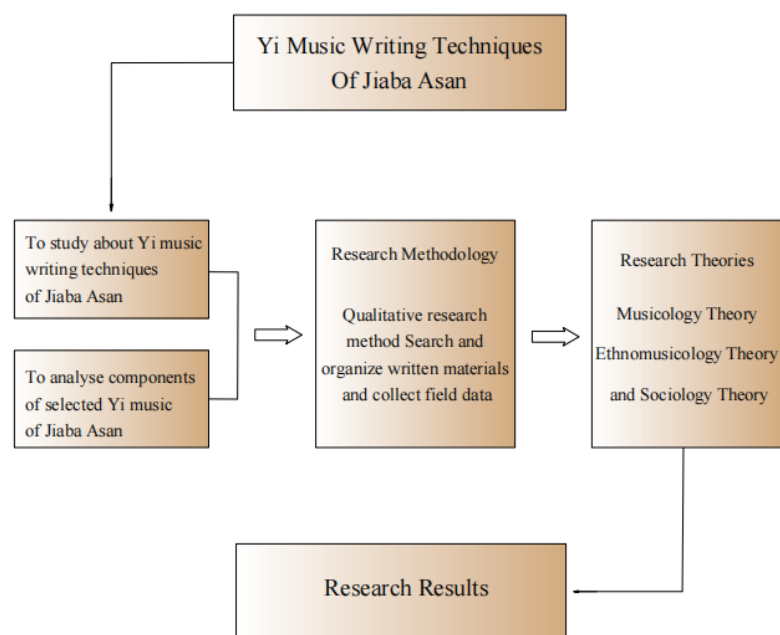 Yi Music Writing Techniques
Of Jiaba Asan
To study about Yi music
writing techniques
of Jiaba Asan
To analyse components
of selected Yi music
of Jiaba Asan
Research Methodology
Qualitative research
method Search and
organize written materials
and collect field data
Research Theories
Musicology Theory
Ethnomusicology Theory
and Sociology Theory
Research Results